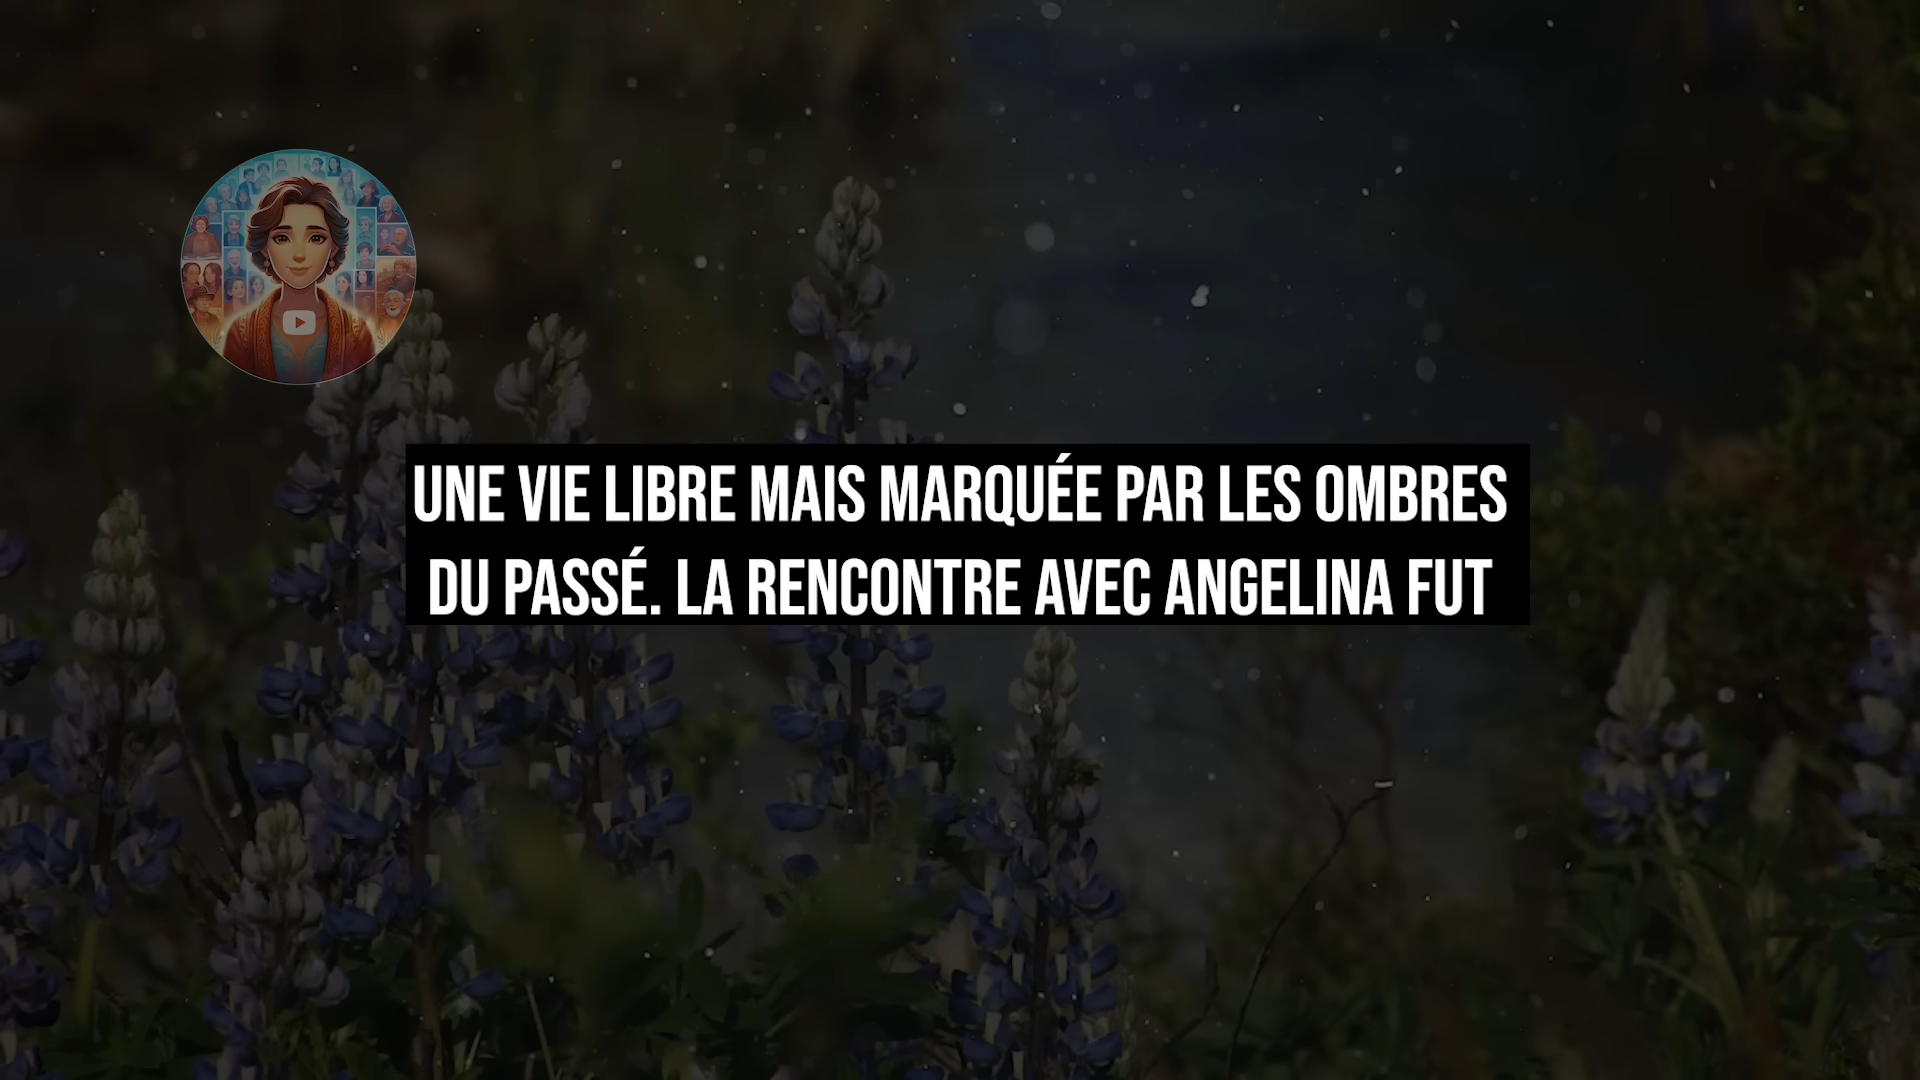 UNE VIE LIBRE MAIS MARQUÉE PAR LES OMBRES
DU PASSÉ. LA RENCONTRE AVEC ANGELINA FUT